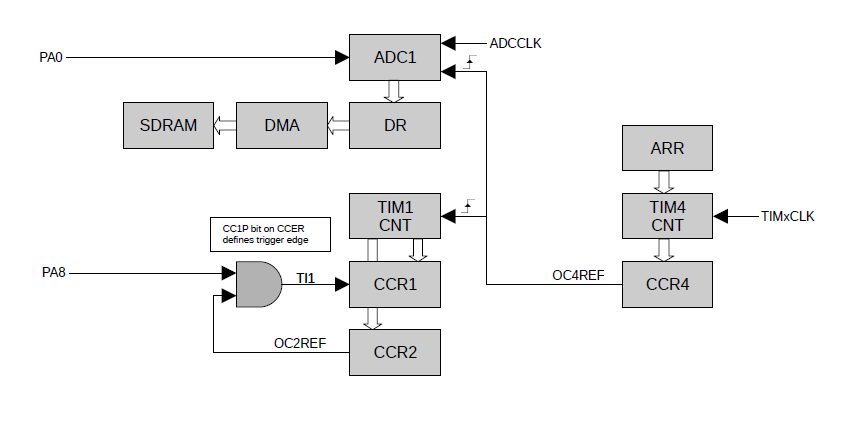 PA0
ADC1
ADCCLK
SDRAM
DMA
DR
ARR
TIM1
CNT
TIM4
CNT
TIMxCLK
CC1P bit on CCER
defines trigger edge
PA8
TI1
CCR1
OC4REF
CCR4
OC2REF
CCR2